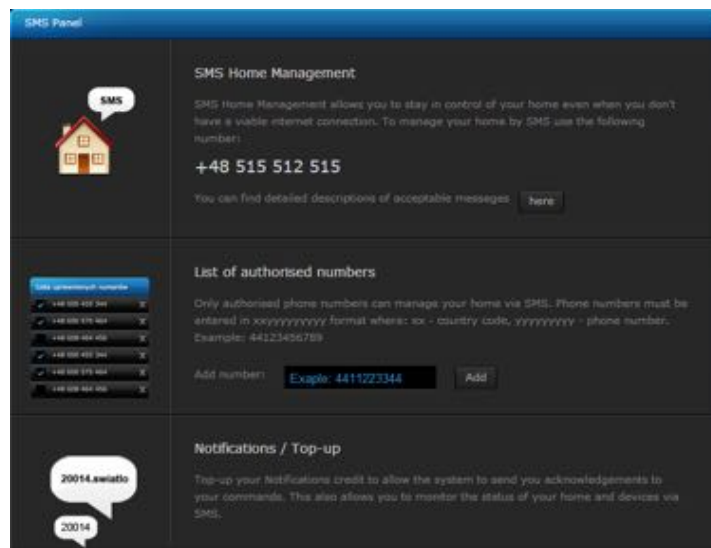 SMS Panel
SMS
SMS Home Management
SMS Home Management allows you to stay in control of your home even when you don't
have a viable internet connection. To manage your home by SMS use the following
number:
+48 515 512 515
You can find detailed descriptions of acceptable messeges
here
Lista uprawnionych numerów
List of authorised numbers
Only authorised phone numbers can manage your home via SMS. Phone numbers must be
entered in xxyyyyyyyyy format where: xx - country code, yyyyyyyyy - phone number.
Example: 44123456789
Add number:
Exaple: 4411223344
Add
20014.swiatlo
20014
Notifications / Top-up
Top-up your Notifications credit to allow the system to send you acknowledgements to
your commands. This also allows you to monitor the status of your home and devices via
SMS.